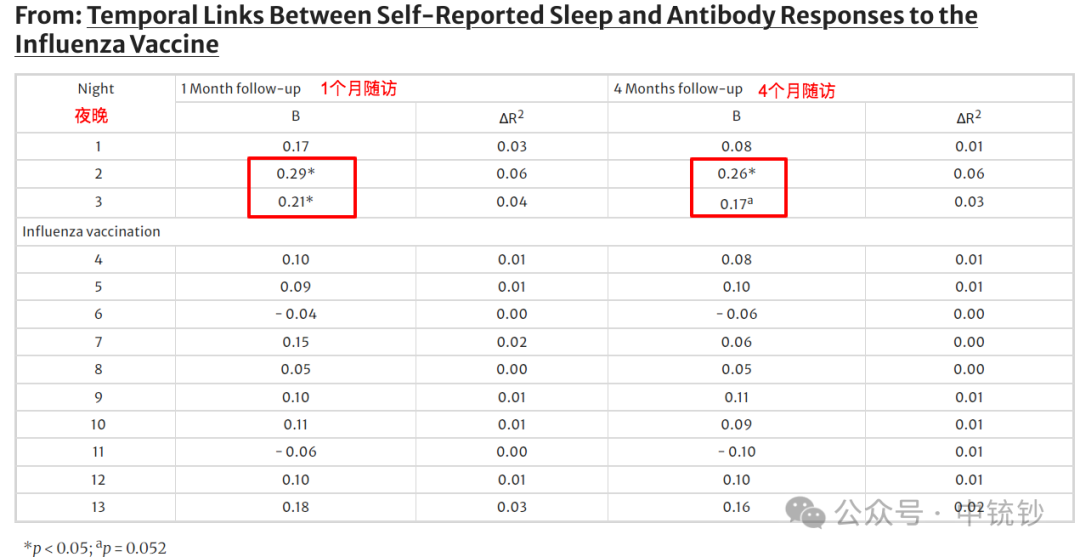 From: Temporal Links Between Self-Reported Sleep and Antibody Responses to the
Influenza Vaccine
Night 1 Month follow-up 1个月随访 4 Months follow-up 4个月随访
夜晚 B ΔR² B ΔR²
1 0.17 0.03 0.08 0.01
2 0.29* 0.06 0.26* 0.06
3 0.21* 0.04 0.17ᵃ 0.03
Influenza vaccination
4 0.10 0.01 0.08 0.01
5 0.09 0.01 0.10 0.01
6 －0.04 0.00 －0.06 0.00
7 0.15 0.02 0.06 0.00
8 0.05 0.00 0.05 0.00
9 0.10 0.01 0.11 0.01
10 0.11 0.01 0.09 0.01
11 －0.06 0.00 －0.10 0.01
12 0.10 0.01 0.10 0.01
13 0.18 0.03 0.16 0.02
公众号 · 中铳钞
*p < 0.05; ᵃp = 0.052